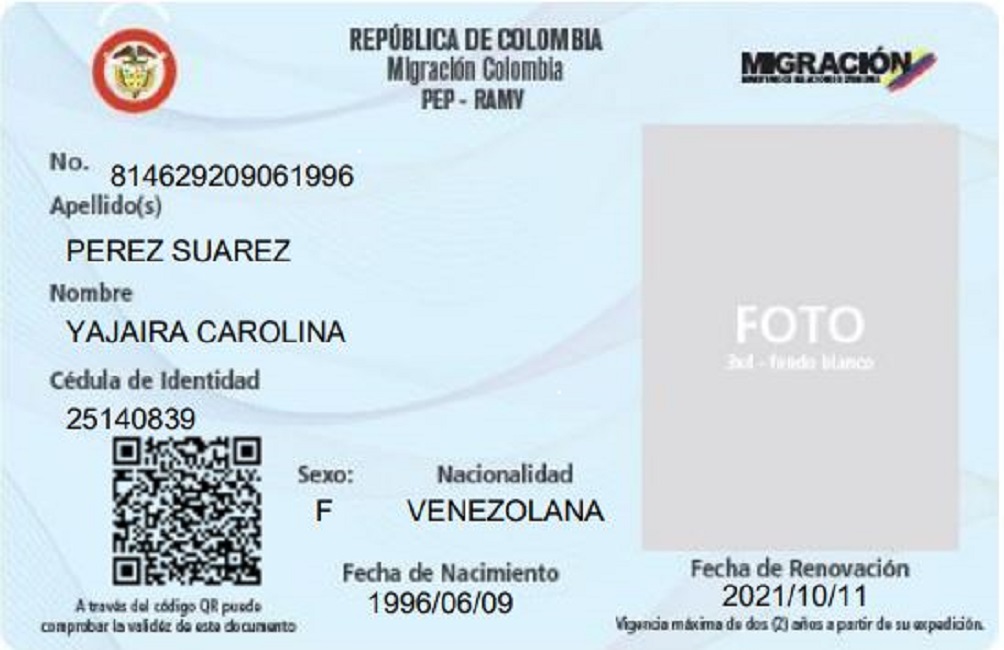 REPÚBLICA DE COLOMBIA
Migración Colombia
PEP - RAMV
MIGRACIÓN
No. 814629209061996
Apellido(s)
PEREZ SUAREZ
Nombre
YAJAIRA CAROLINA
Cédula de Identidad
25140839
FOTO
3x4 - fondo blanco
Sexo: Nacionalidad
F VENEZOLANA
Fecha de Nacimiento
1996/06/09
Fecha de Renovación
2021/10/11
A través del código QR puede
comprobar la validéz de este documento
Vigencia máxima de dos (2) años a partir de su expedición.